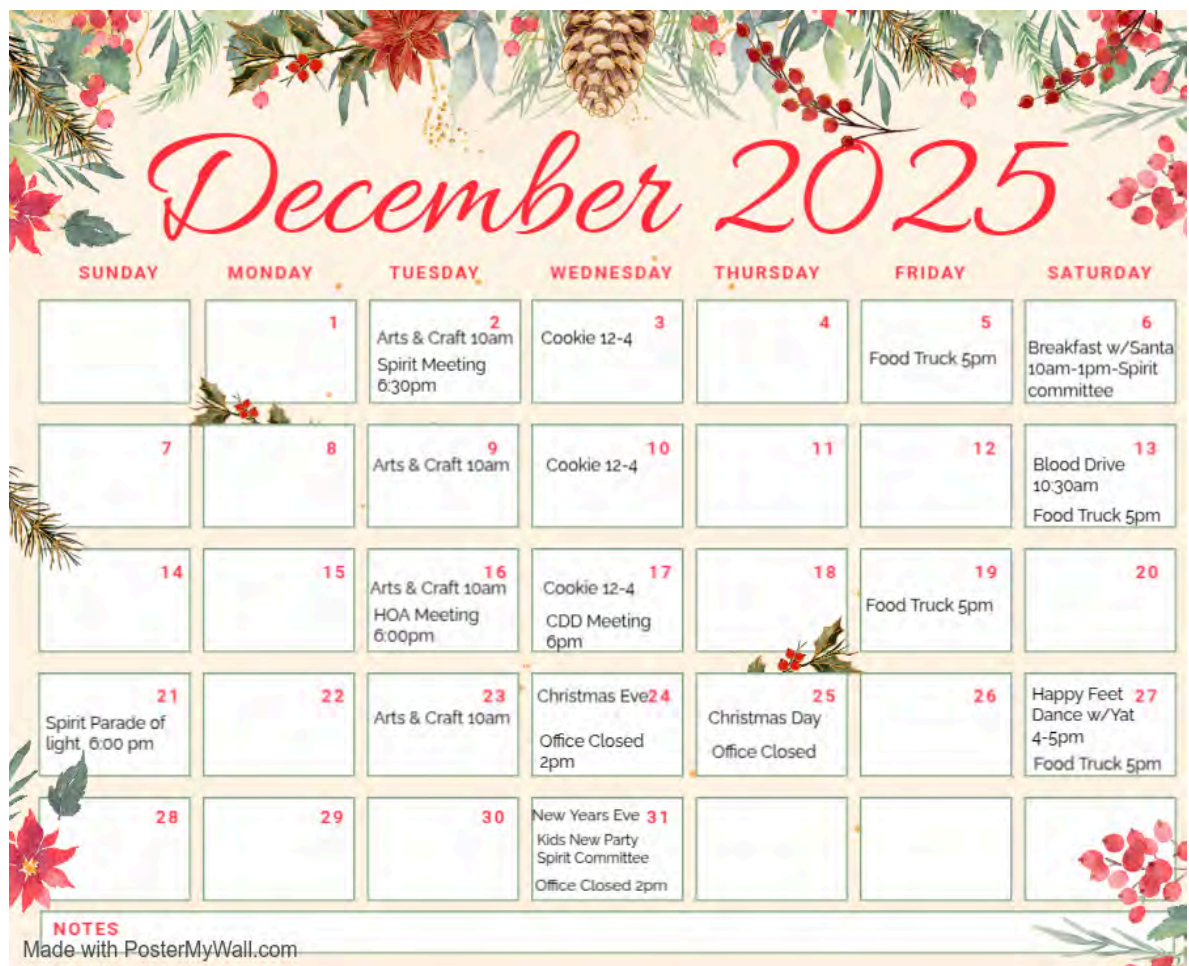 December 2025
SUNDAY MONDAY TUESDAY WEDNESDAY THURSDAY FRIDAY SATURDAY
1
2
Arts & Craft 10am
Spirit Meeting
6:30pm
3
Cookie 12-4
4
5
Food Truck 5pm
6
Breakfast w/Santa
10am-1pm-Spirit
committee
7
8
9
Arts & Craft 10am
10
Cookie 12-4
11
12
13
Blood Drive
10:30am
Food Truck 5pm
14
15
16
Arts & Craft 10am
HOA Meeting
6:00pm
17
Cookie 12-4
CDD Meeting
6pm
18
19
Food Truck 5pm
20
21
Spirit Parade of
light 6:00 pm
22
23
Arts & Craft 10am
Christmas Eve 24
Office Closed
2pm
25
Christmas Day
Office Closed
26
Happy Feet 27
Dance w/Yat
4-5pm
Food Truck 5pm
28
29
30
New Years Eve 31
Kids New Party
Spirit Committee
Office Closed 2pm
NOTES
Made with PosterMyWall.com